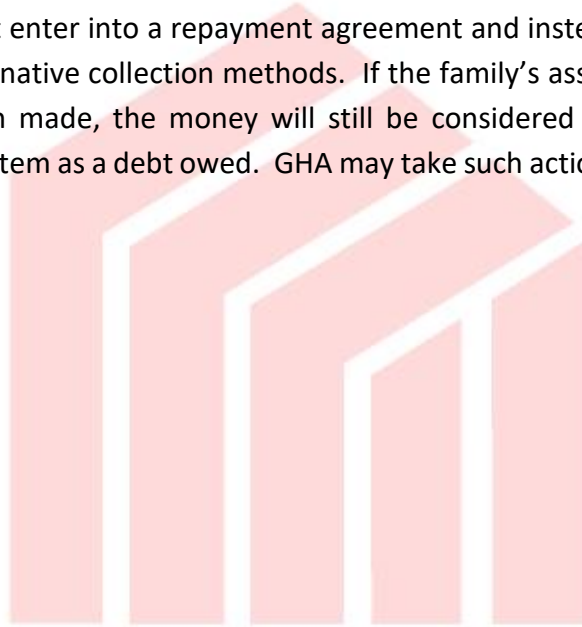 enter into a repayment agreement and inste
native collection methods. If the family's ass
made, the money will still be considered
tem as a debt owed. GHA may take such actio